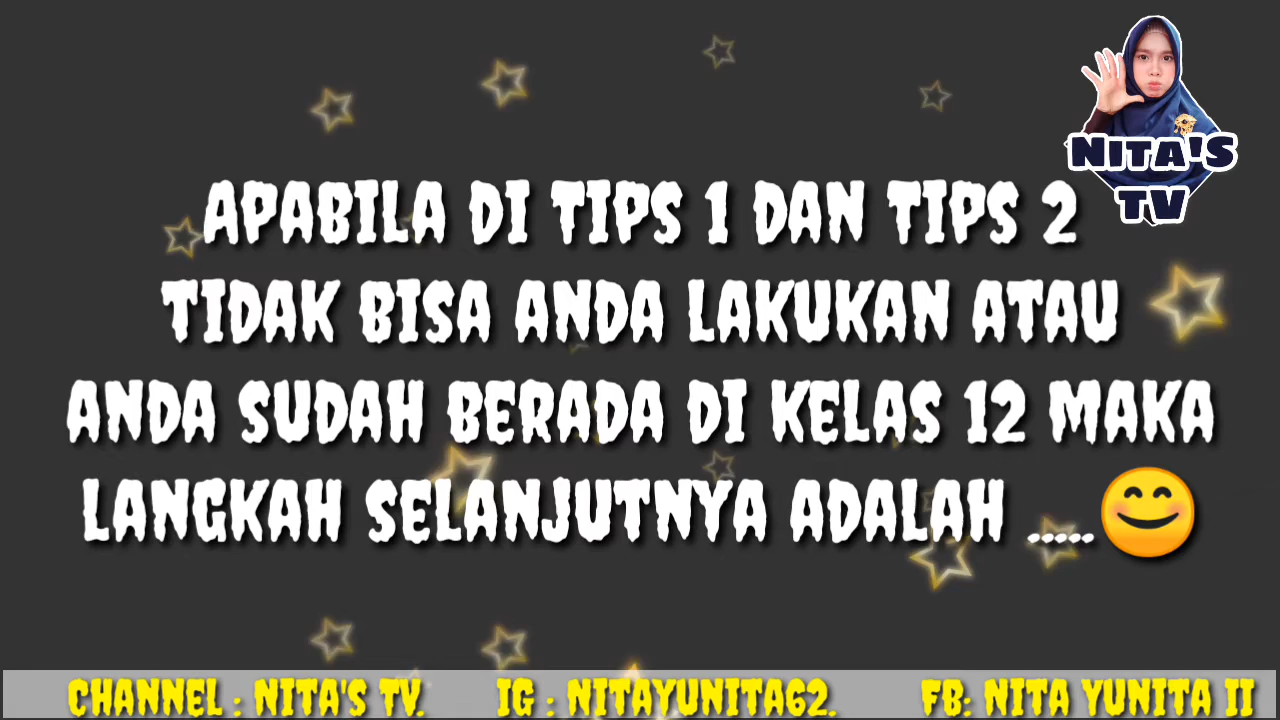 NITA'S
TV
APABILA DI TIPS 1 DAN TIPS 2
TIDAK BISA ANDA LAKUKAN ATAU
ANDA SUDAH BERADA DI KELAS 12 MAKA
LANGKAH SELANJUTNYA ADALAH .....😊
CHANNEL : NITA'S TV. IG : NITAYUNITA62. FB: NITA YUNITA II